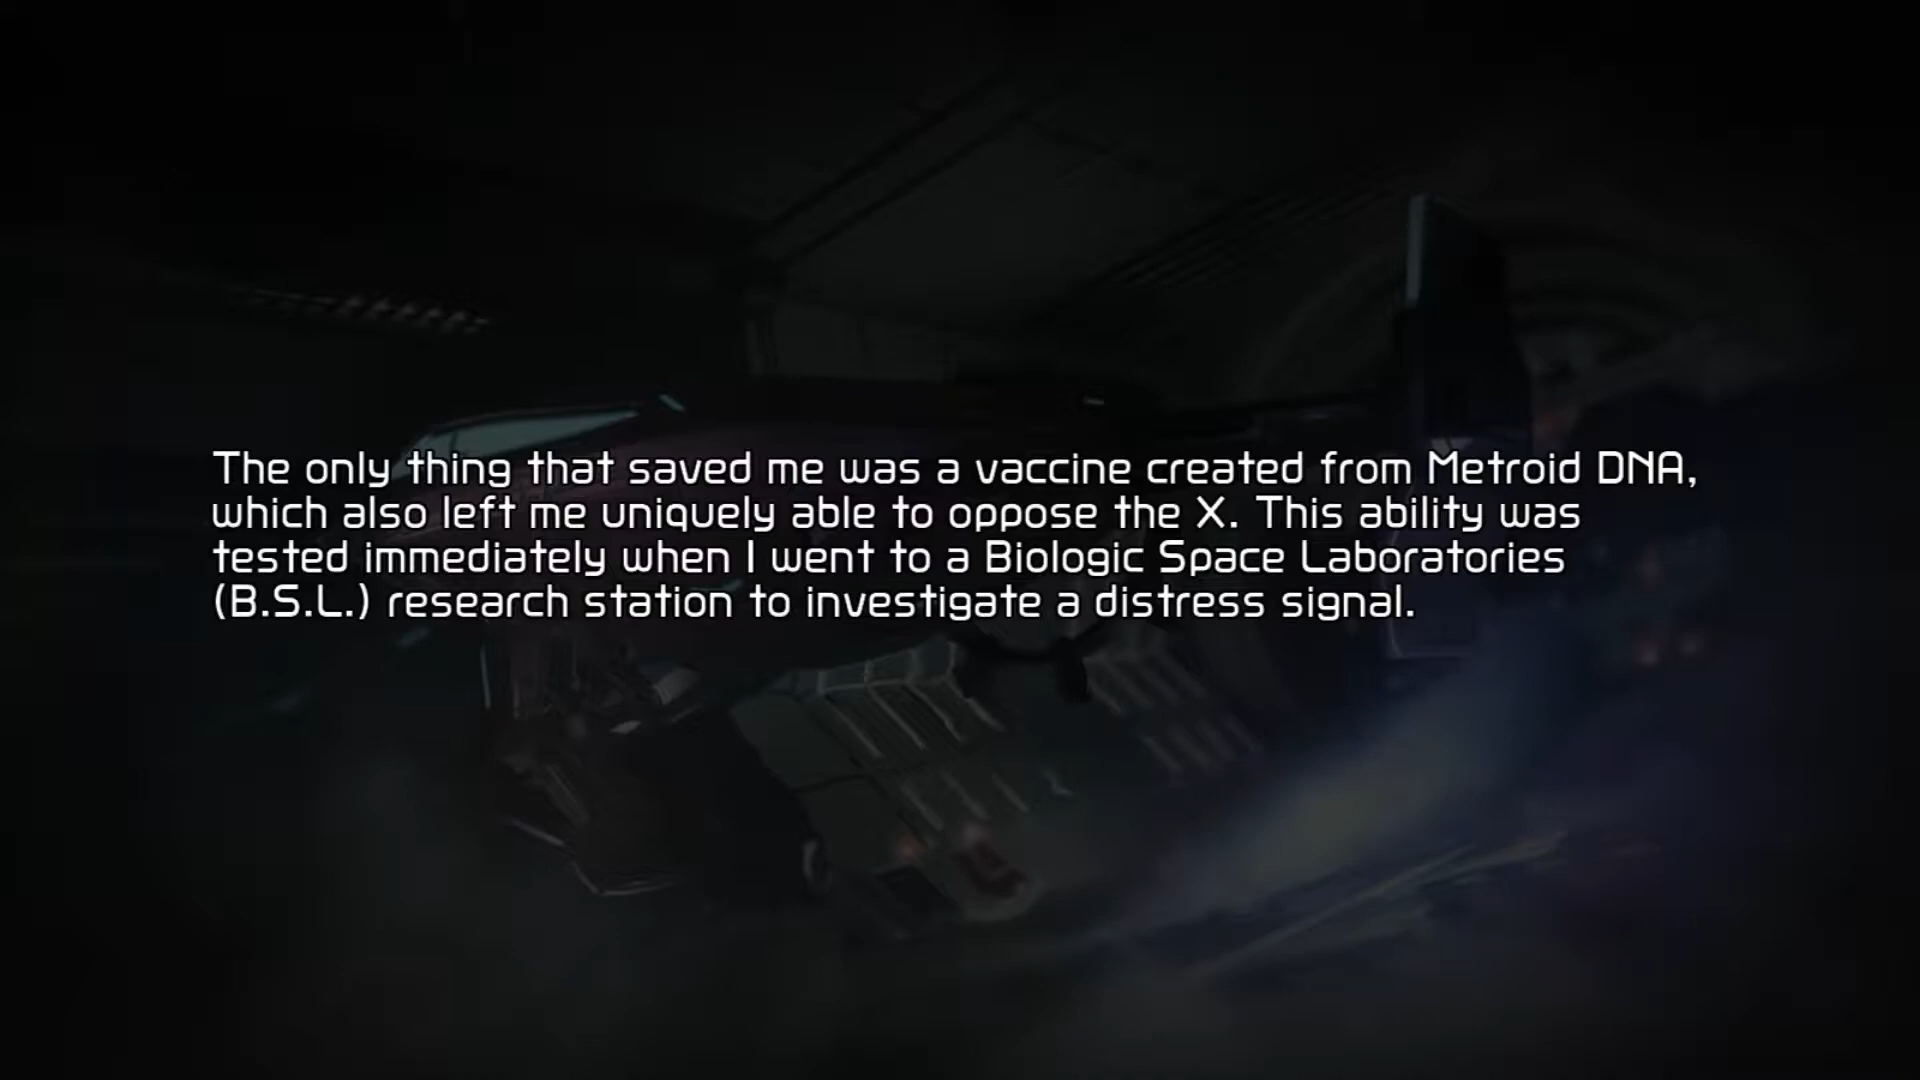 The only thing that saved me was a vaccine created from Metroid DNA,
which also left me uniquely able to oppose the X. This ability was
tested immediately when I went to a Biologic Space Laboratories
(B.S.L.) research station to investigate a distress signal.